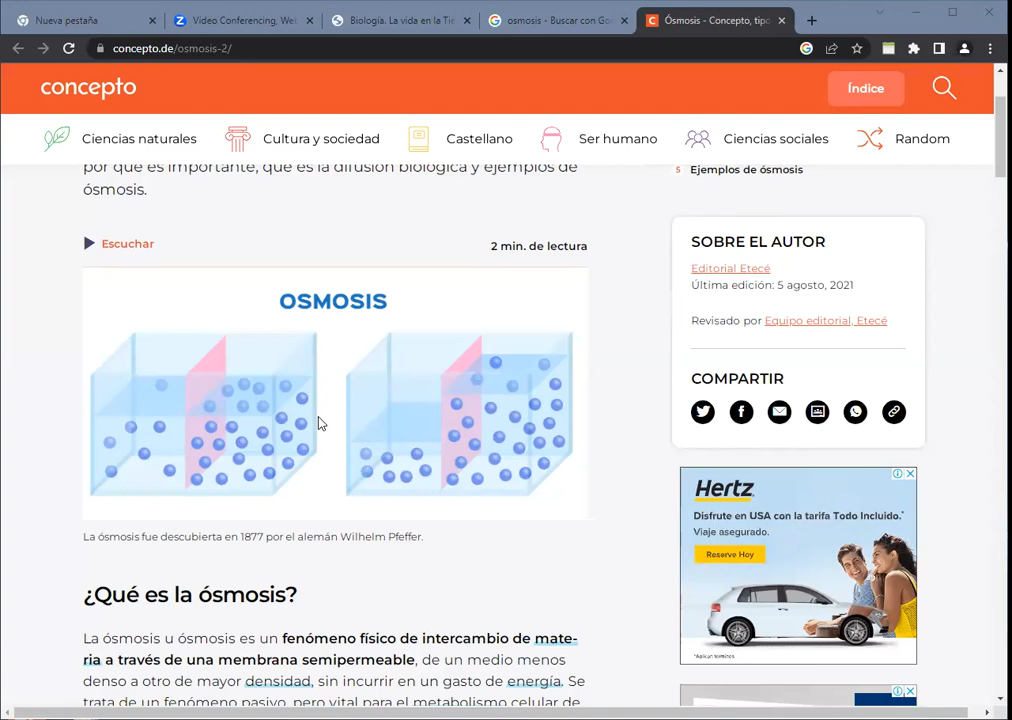 Nueva pestaña
Video Conferencing, Web
Biología. La vida en la Tie
osmosis - Buscar con Goo
Ósmosis - Concepto, tipo
concepto.de/osmosis-2/
concepto
Índice
Ciencias naturales
Cultura y sociedad
Castellano
Ser humano
Ciencias sociales
Random
por qué es importante, qué es la difusión biológica y ejemplos de
ósmosis.
5 Ejemplos de ósmosis
Escuchar
2 min. de lectura
OSMOSIS
La ósmosis fue descubierta en 1877 por el alemán Wilhelm Pfeffer.
¿Qué es la ósmosis?
La ósmosis u ósmosis es un fenómeno físico de intercambio de mate-
ria a través de una membrana semipermeable, de un medio menos
denso a otro de mayor densidad, sin incurrir en un gasto de energía. Se
trata de un fenómeno pasivo, pero vital para el metabolismo celular de
SOBRE EL AUTOR
Editorial Etecé
Última edición: 5 agosto, 2021
Revisado por Equipo editorial, Etecé
COMPARTIR
Hertz.
Disfrute en USA con la tarifa Todo Incluido.*
Viaje asegurado.
Reserve Hoy
*Aplican términos